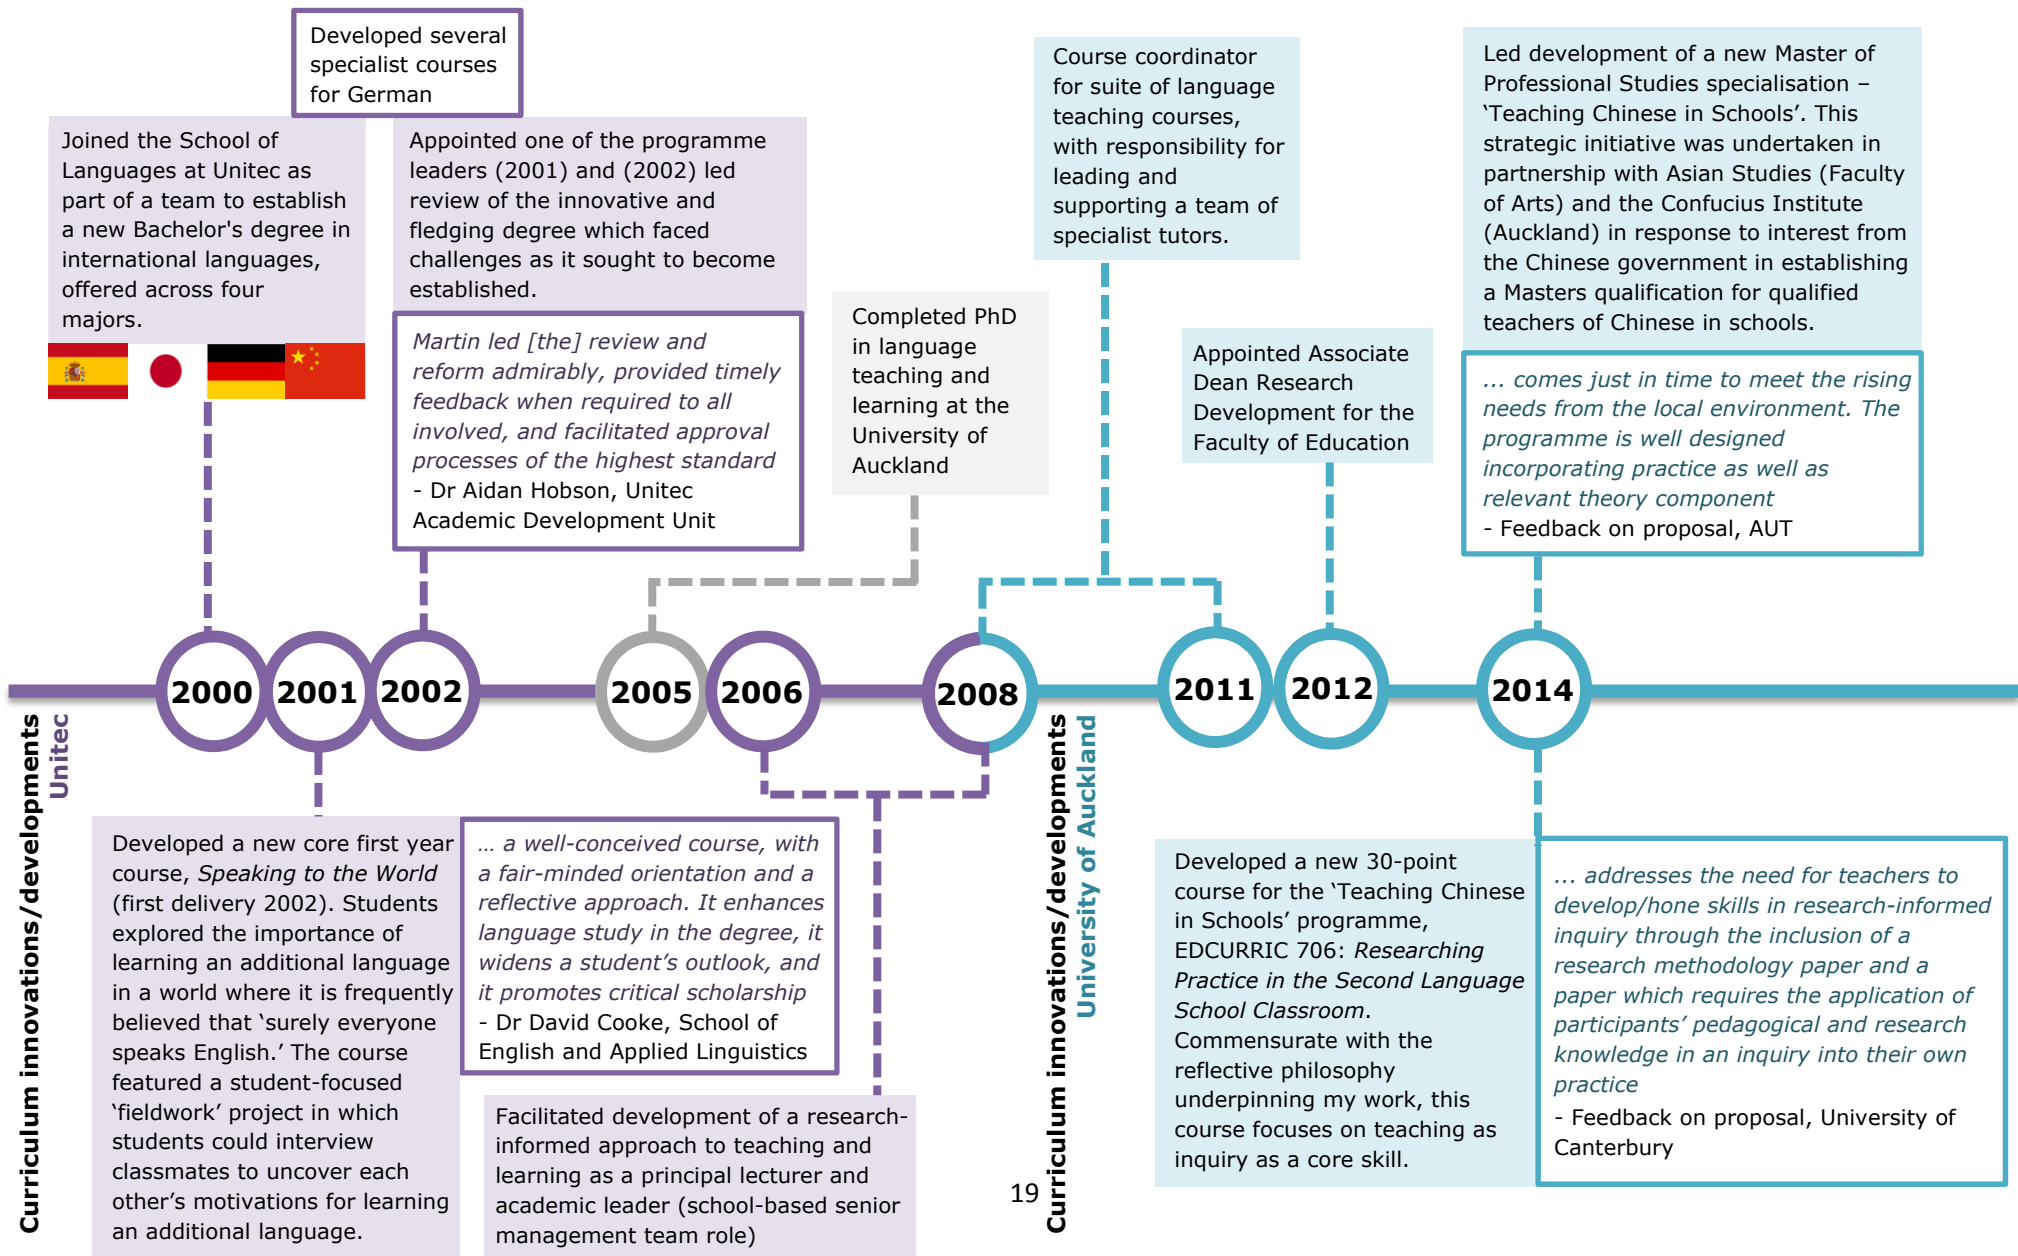 Developed several
specialist courses
for German
Joined the School of
Languages at Unitec as
part of a team to establish
a new Bachelor's degree in
international languages,
offered across four
majors.
Appointed one of the programme
leaders (2001) and (2002) led
review of the innovative and
fledging degree which faced
challenges as it sought to become
established.
Martin led [the] review and
reform admirably, provided timely
feedback when required to all
involved, and facilitated approval
processes of the highest standard
- Dr Aidan Hobson, Unitec
Academic Development Unit
Completed PhD
in language
teaching and
learning at the
University of
Auckland
Course coordinator
for suite of language
teaching courses,
with responsibility for
leading and
supporting a team of
specialist tutors.
Appointed Associate
Dean Research
Development for the
Faculty of Education
Led development of a new Master of
Professional Studies specialisation –
‘Teaching Chinese in Schools’. This
strategic initiative was undertaken in
partnership with Asian Studies (Faculty
of Arts) and the Confucius Institute
(Auckland) in response to interest from
the Chinese government in establishing
a Masters qualification for qualified
teachers of Chinese in schools.
... comes just in time to meet the rising
needs from the local environment. The
programme is well designed
incorporating practice as well as
relevant theory component
- Feedback on proposal, AUT
2000
2001
2002
2005
2006
2008
2011
2012
2014
Curriculum innovations/developments
Unitec
Developed a new core first year
course, Speaking to the World
(first delivery 2002). Students
explored the importance of
learning an additional language
in a world where it is frequently
believed that ‘surely everyone
speaks English.’ The course
featured a student-focused
‘fieldwork’ project in which
students could interview
classmates to uncover each
other’s motivations for learning
an additional language.
… a well-conceived course, with
a fair-minded orientation and a
reflective approach. It enhances
language study in the degree, it
widens a student’s outlook, and
it promotes critical scholarship
- Dr David Cooke, School of
English and Applied Linguistics
Facilitated development of a research-
informed approach to teaching and
learning as a principal lecturer and
academic leader (school-based senior
management team role)
Curriculum innovations/developments
University of Auckland
Developed a new 30-point
course for the ‘Teaching Chinese
in Schools’ programme,
EDCURRIC 706: Researching
Practice in the Second Language
School Classroom.
Commensurate with the
reflective philosophy
underpinning my work, this
course focuses on teaching as
inquiry as a core skill.
... addresses the need for teachers to
develop/hone skills in research-informed
inquiry through the inclusion of a
research methodology paper and a
paper which requires the application of
participants’ pedagogical and research
knowledge in an inquiry into their own
practice
- Feedback on proposal, University of
Canterbury
19